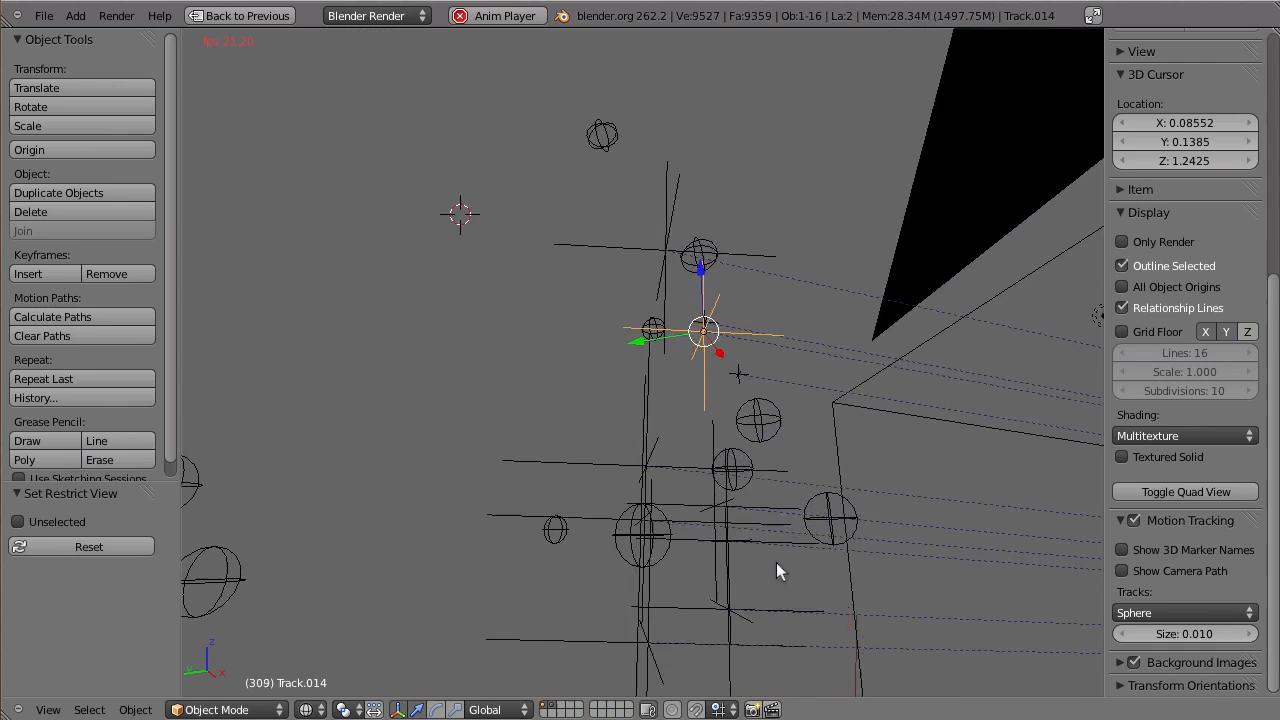 File Add Render Help Back to Previous Blender Render Anim Player blender.org 262.2 | Ve:9527 | Fa:9359 | Ob:1-16 | La:2 | Mem:28.34M (1497.75M) | Track.014
Object Tools
Transform:
Translate
Rotate
Scale
Origin
Object:
Duplicate Objects
Delete
Join
Keyframes:
Insert Remove
Motion Paths:
Calculate Paths
Clear Paths
Repeat:
Repeat Last
History...
Grease Pencil:
Draw Line
Poly Erase
Use Sketching Sessions
Set Restrict View
Unselected
Reset
fps: 21.20
z
y
x
(309) Track.014
View
3D Cursor
Location:
X: 0.08552
Y: 0.1385
Z: 1.2425
Item
Display
Only Render
Outline Selected
All Object Origins
Relationship Lines
Grid Floor X Y Z
Lines: 16
Scale: 1.000
Subdivisions: 10
Shading:
Multitexture
Textured Solid
Toggle Quad View
Motion Tracking
Show 3D Marker Names
Show Camera Path
Tracks:
Sphere
Size: 0.010
Background Images
Transform Orientations
View Select Object Object Mode Global